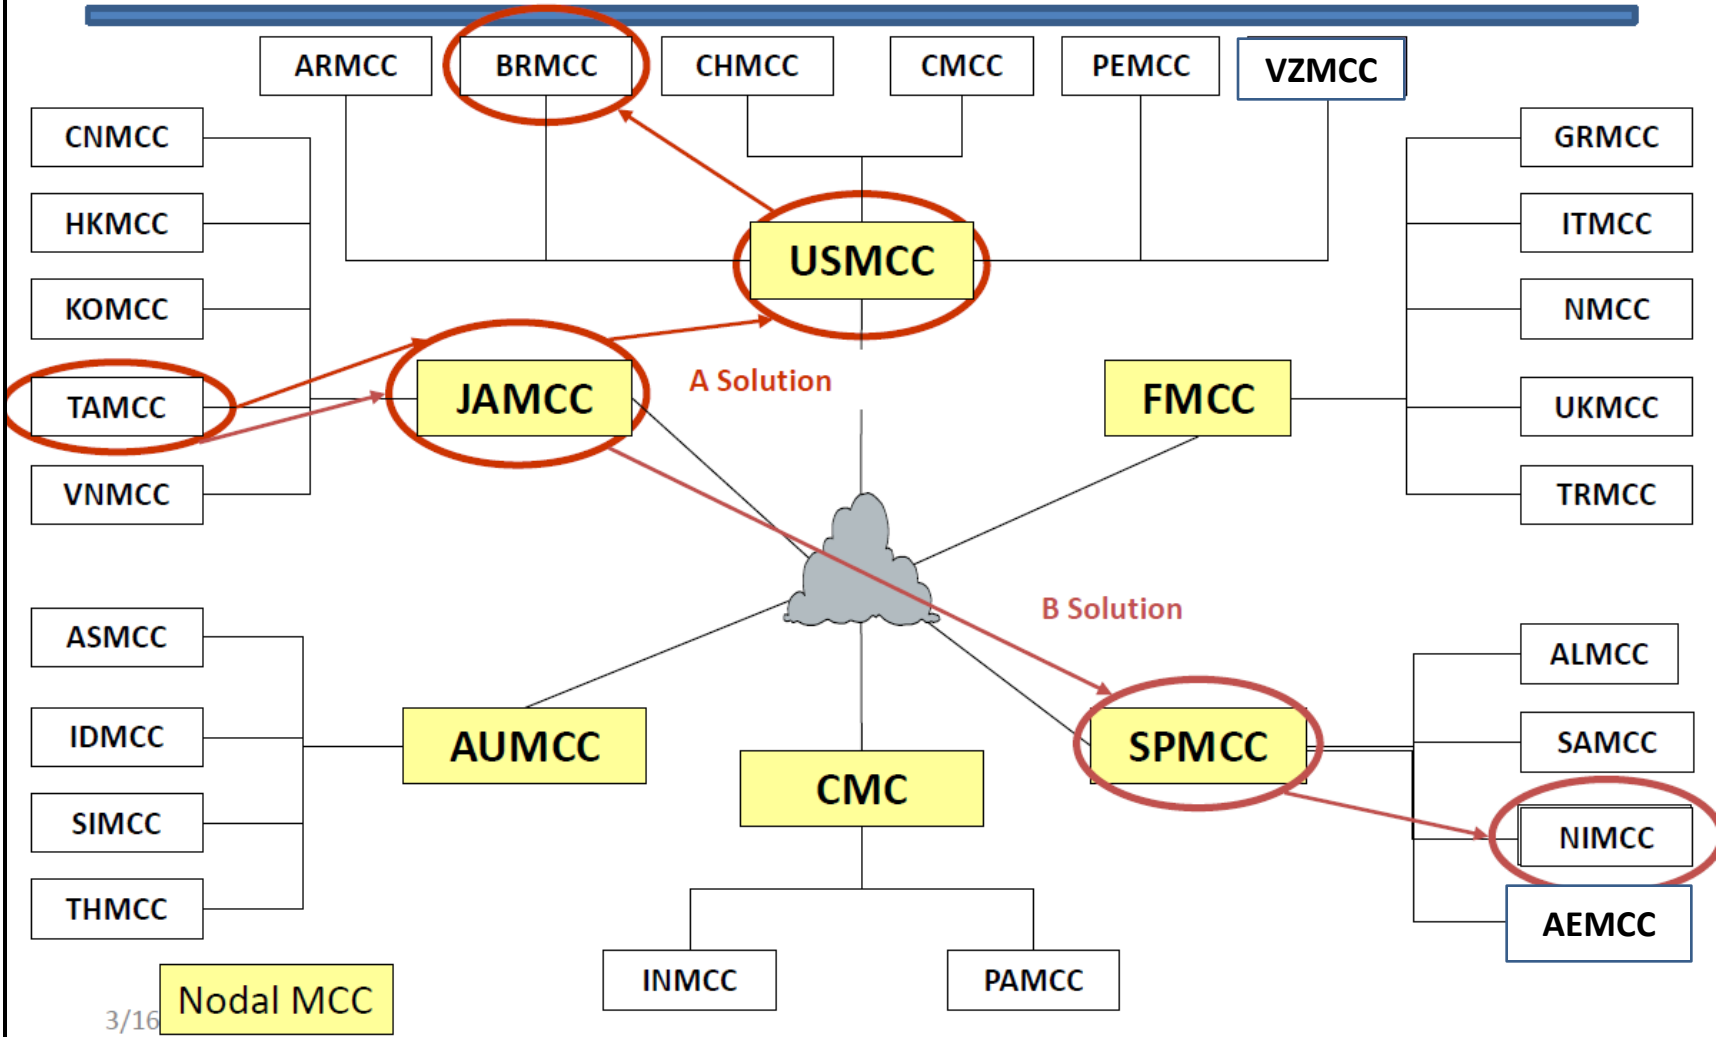 ARMCC
BRMCC
CHMCC
CMCC
PEMCC
VZMCC
CNMCC
HKMCC
KOMCC
TAMCC
VNMCC
USMCC
JAMCC
A Solution
FMCC
GRMCC
ITMCC
NMCC
UKMCC
TRMCC
B Solution
ASMCC
IDMCC
SIMCC
THMCC
AUMCC
CMC
SPMCC
ALMCC
SAMCC
NIMCC
AEMCC
INMCC
PAMCC
Nodal MCC
3/16